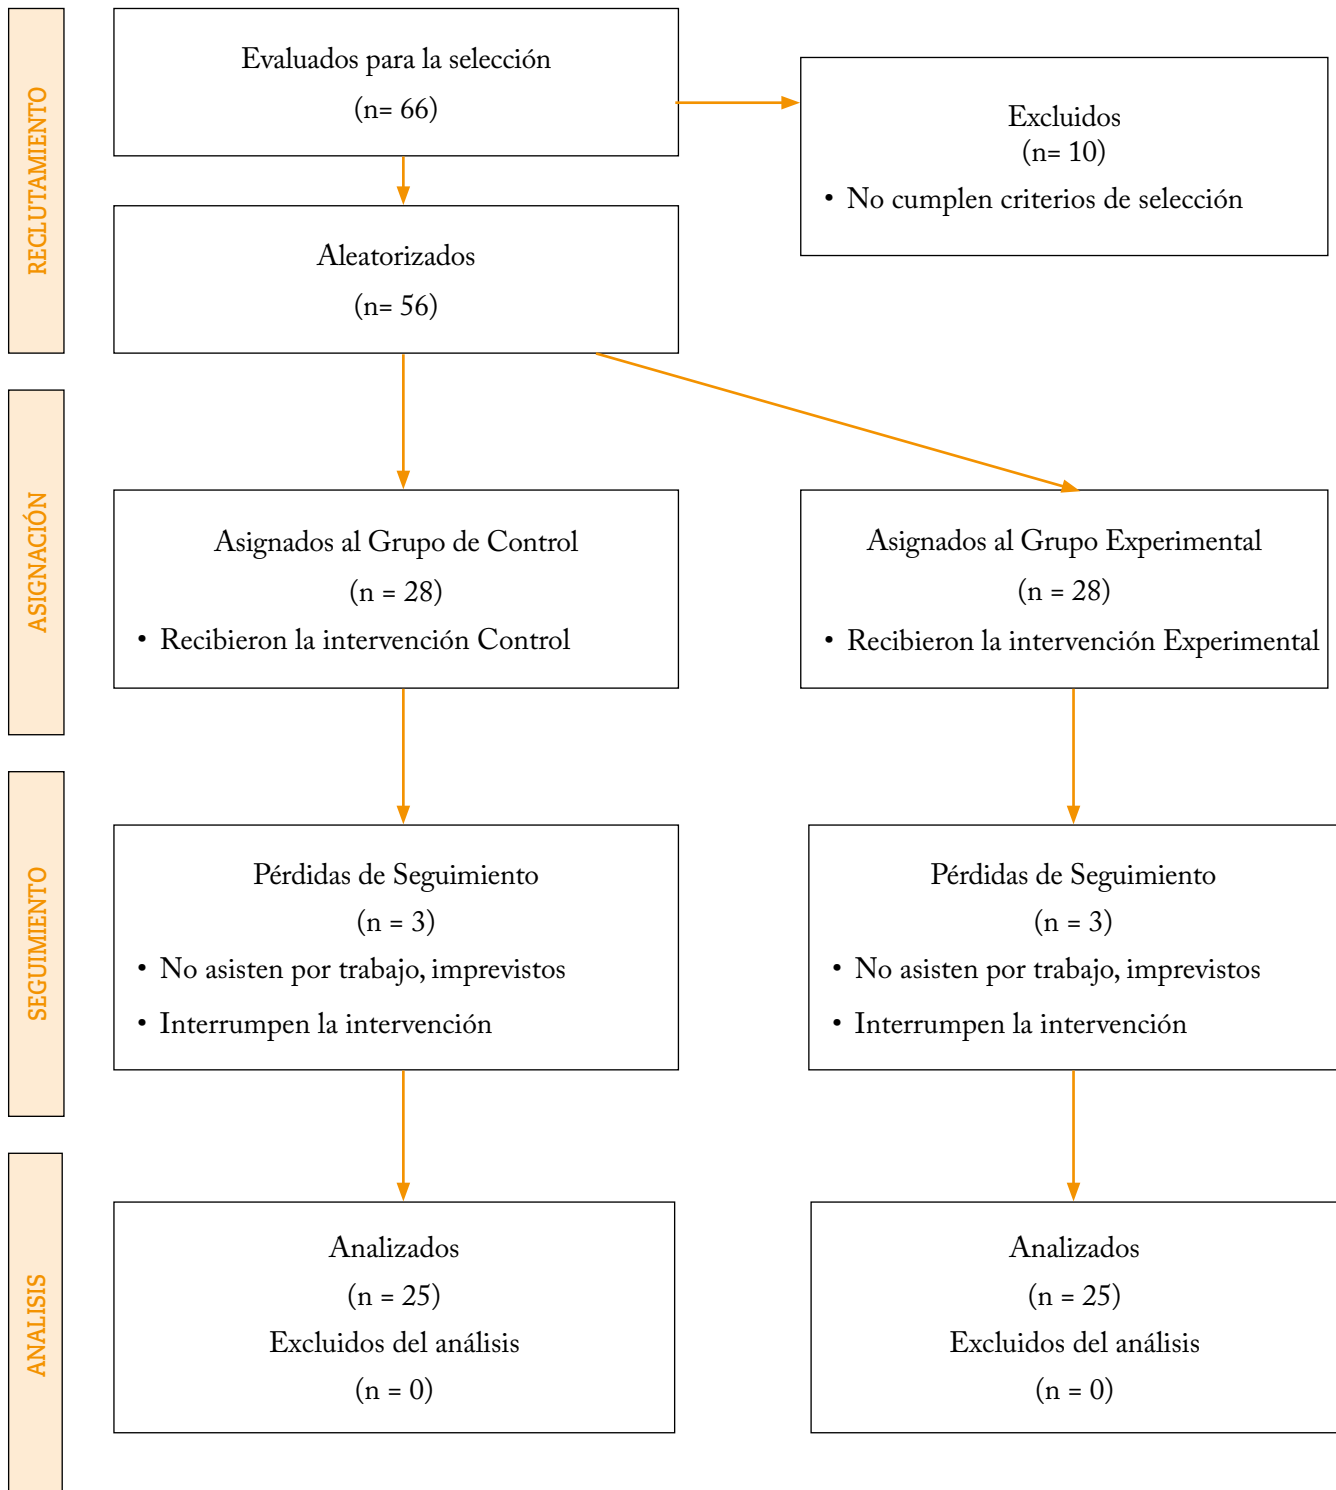 RECLUTAMIENTO
Evaluados para la selección
(n= 66)
Excluidos
(n= 10)
• No cumplen criterios de selección
Aleatorizados
(n= 56)
ASIGNACIÓN
Asignados al Grupo de Control
(n = 28)
• Recibieron la intervención Control
Asignados al Grupo Experimental
(n = 28)
• Recibieron la intervención Experimental
SEGUIMIENTO
Pérdidas de Seguimiento
(n = 3)
• No asisten por trabajo, imprevistos
• Interrumpen la intervención
Pérdidas de Seguimiento
(n = 3)
• No asisten por trabajo, imprevistos
• Interrumpen la intervención
ANALISIS
Analizados
(n = 25)
Excluidos del análisis
(n = 0)
Analizados
(n = 25)
Excluidos del análisis
(n = 0)